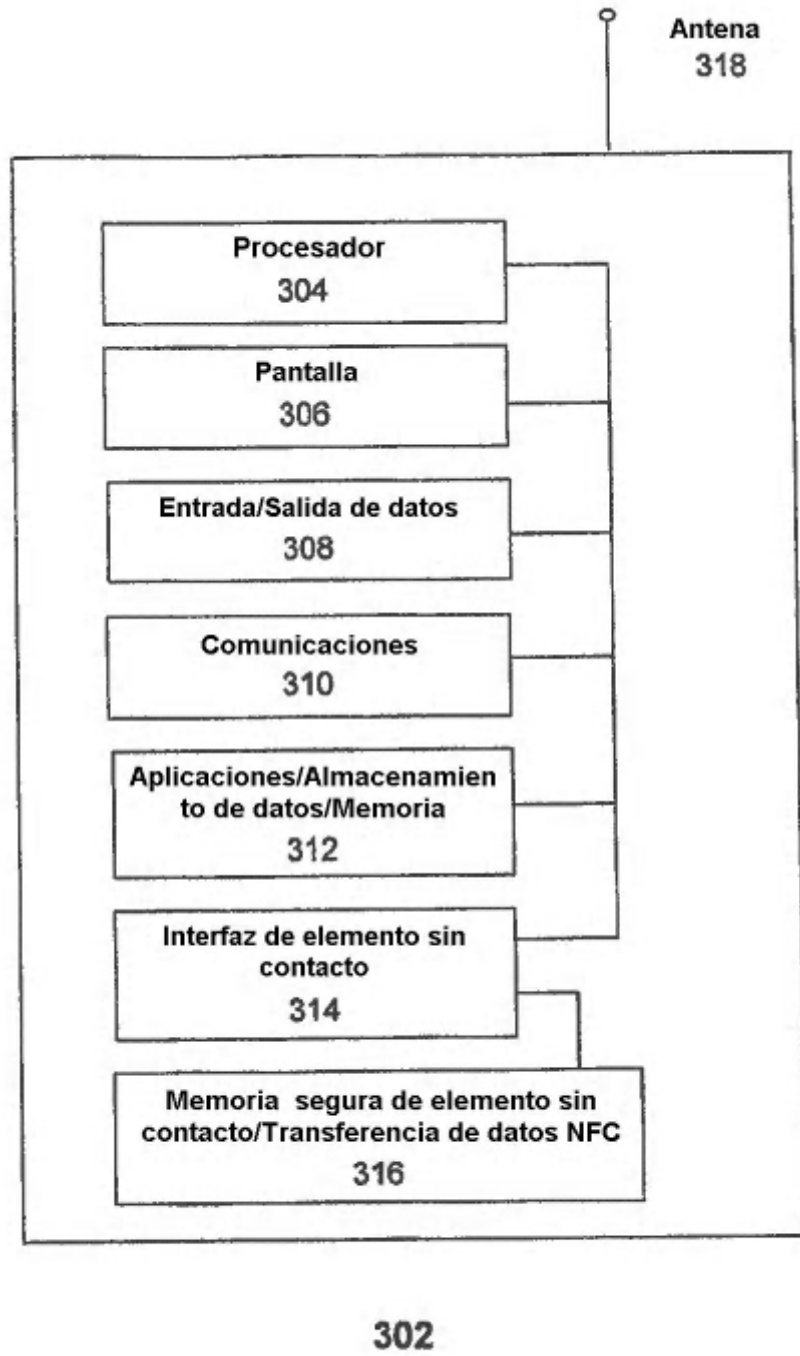 Antena
318
Procesador
304
Pantalla
306
Entrada/Salida de datos
308
Comunicaciones
310
Aplicaciones/Almacenamien
to de datos/Memoria
312
Interfaz de elemento sin
contacto
314
Memoria segura de elemento sin
contacto/Transferencia de datos NFC
316
302